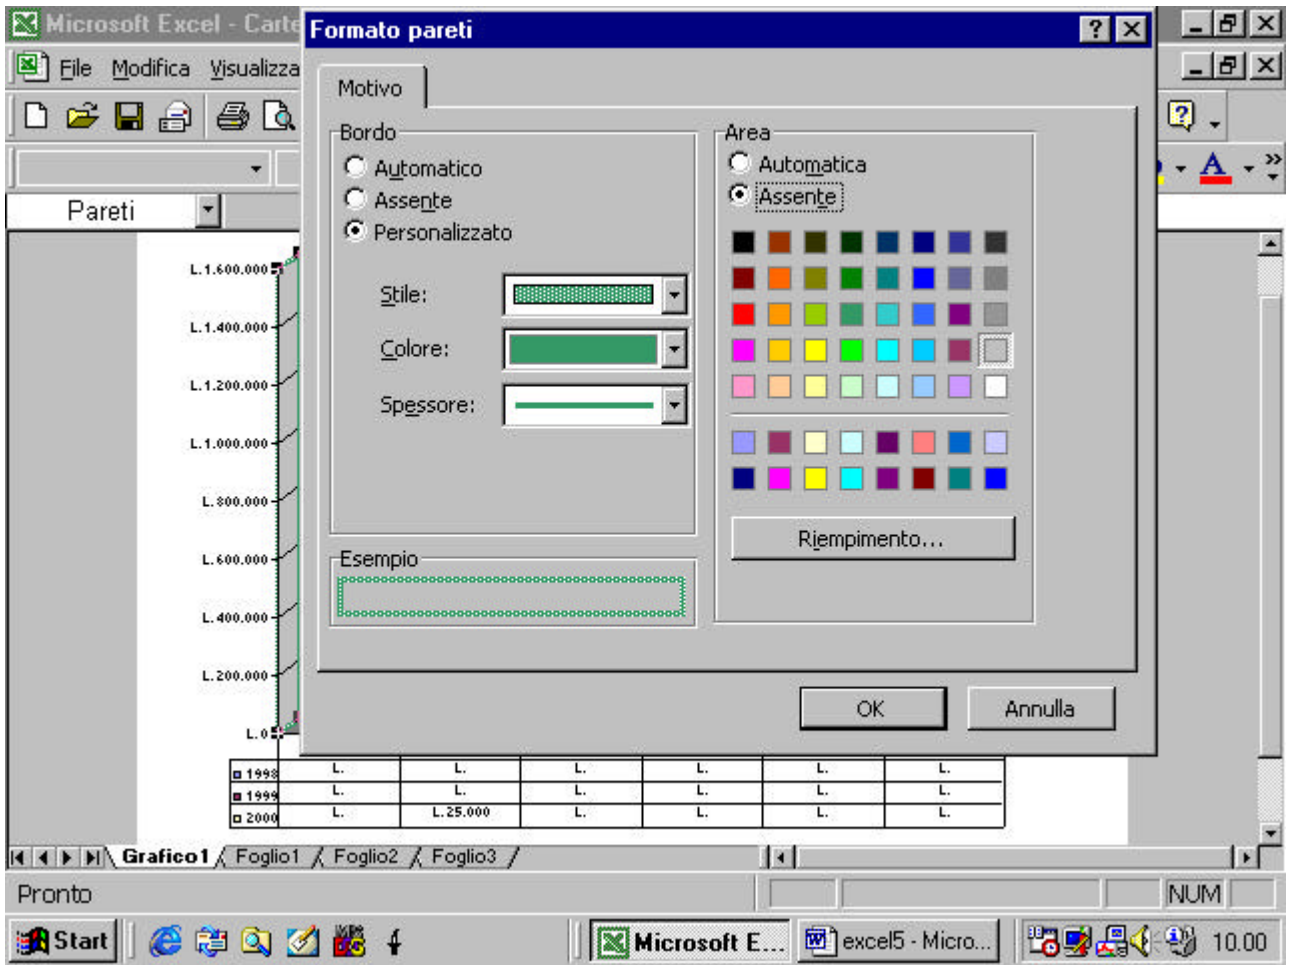 Microsoft Excel - Carte
Formato pareti
File Modifica Visualizza
Motivo
Bordo
Automatico
Assente
Personalizzato
Stile:
Colore:
Spessore:
Esempio
Area
Automatica
Assente
Riempimento...
OK
Annulla
Pareti
L.1.600.000
L.1.400.000
L.1.200.000
L.1.000.000
L.800.000
L.600.000
L.400.000
L.200.000
L.0
1998 L. L. L. L. L. L.
1999 L. L. L. L. L. L.
2000 L. L.25.000 L. L. L. L.
Grafico1 Foglio1 Foglio2 Foglio3
Pronto
NUM
Start
Microsoft E...
excel5 - Micro...
10.00